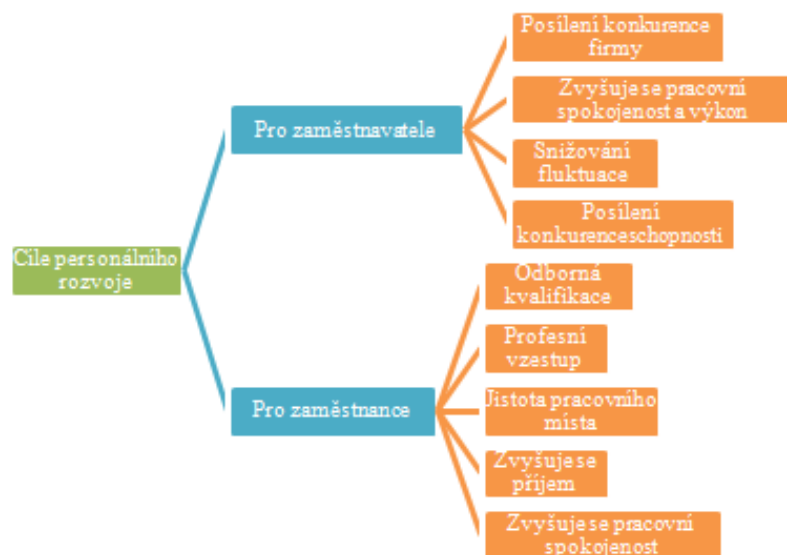 Cíle personálního
rozvoje
Pro zaměstnavatele
Posílení konkurence
firmy
Zvyšuje se pracovní
spokojenost a výkon
Snižování
fluktuace
Posílení
konkurenceschopnosti
Pro zaměstnance
Odborná
kvalifikace
Profesní
vzestup
Jistota pracovního
místa
Zvyšuje se
příjem
Zvyšuje se pracovní
spokojenost